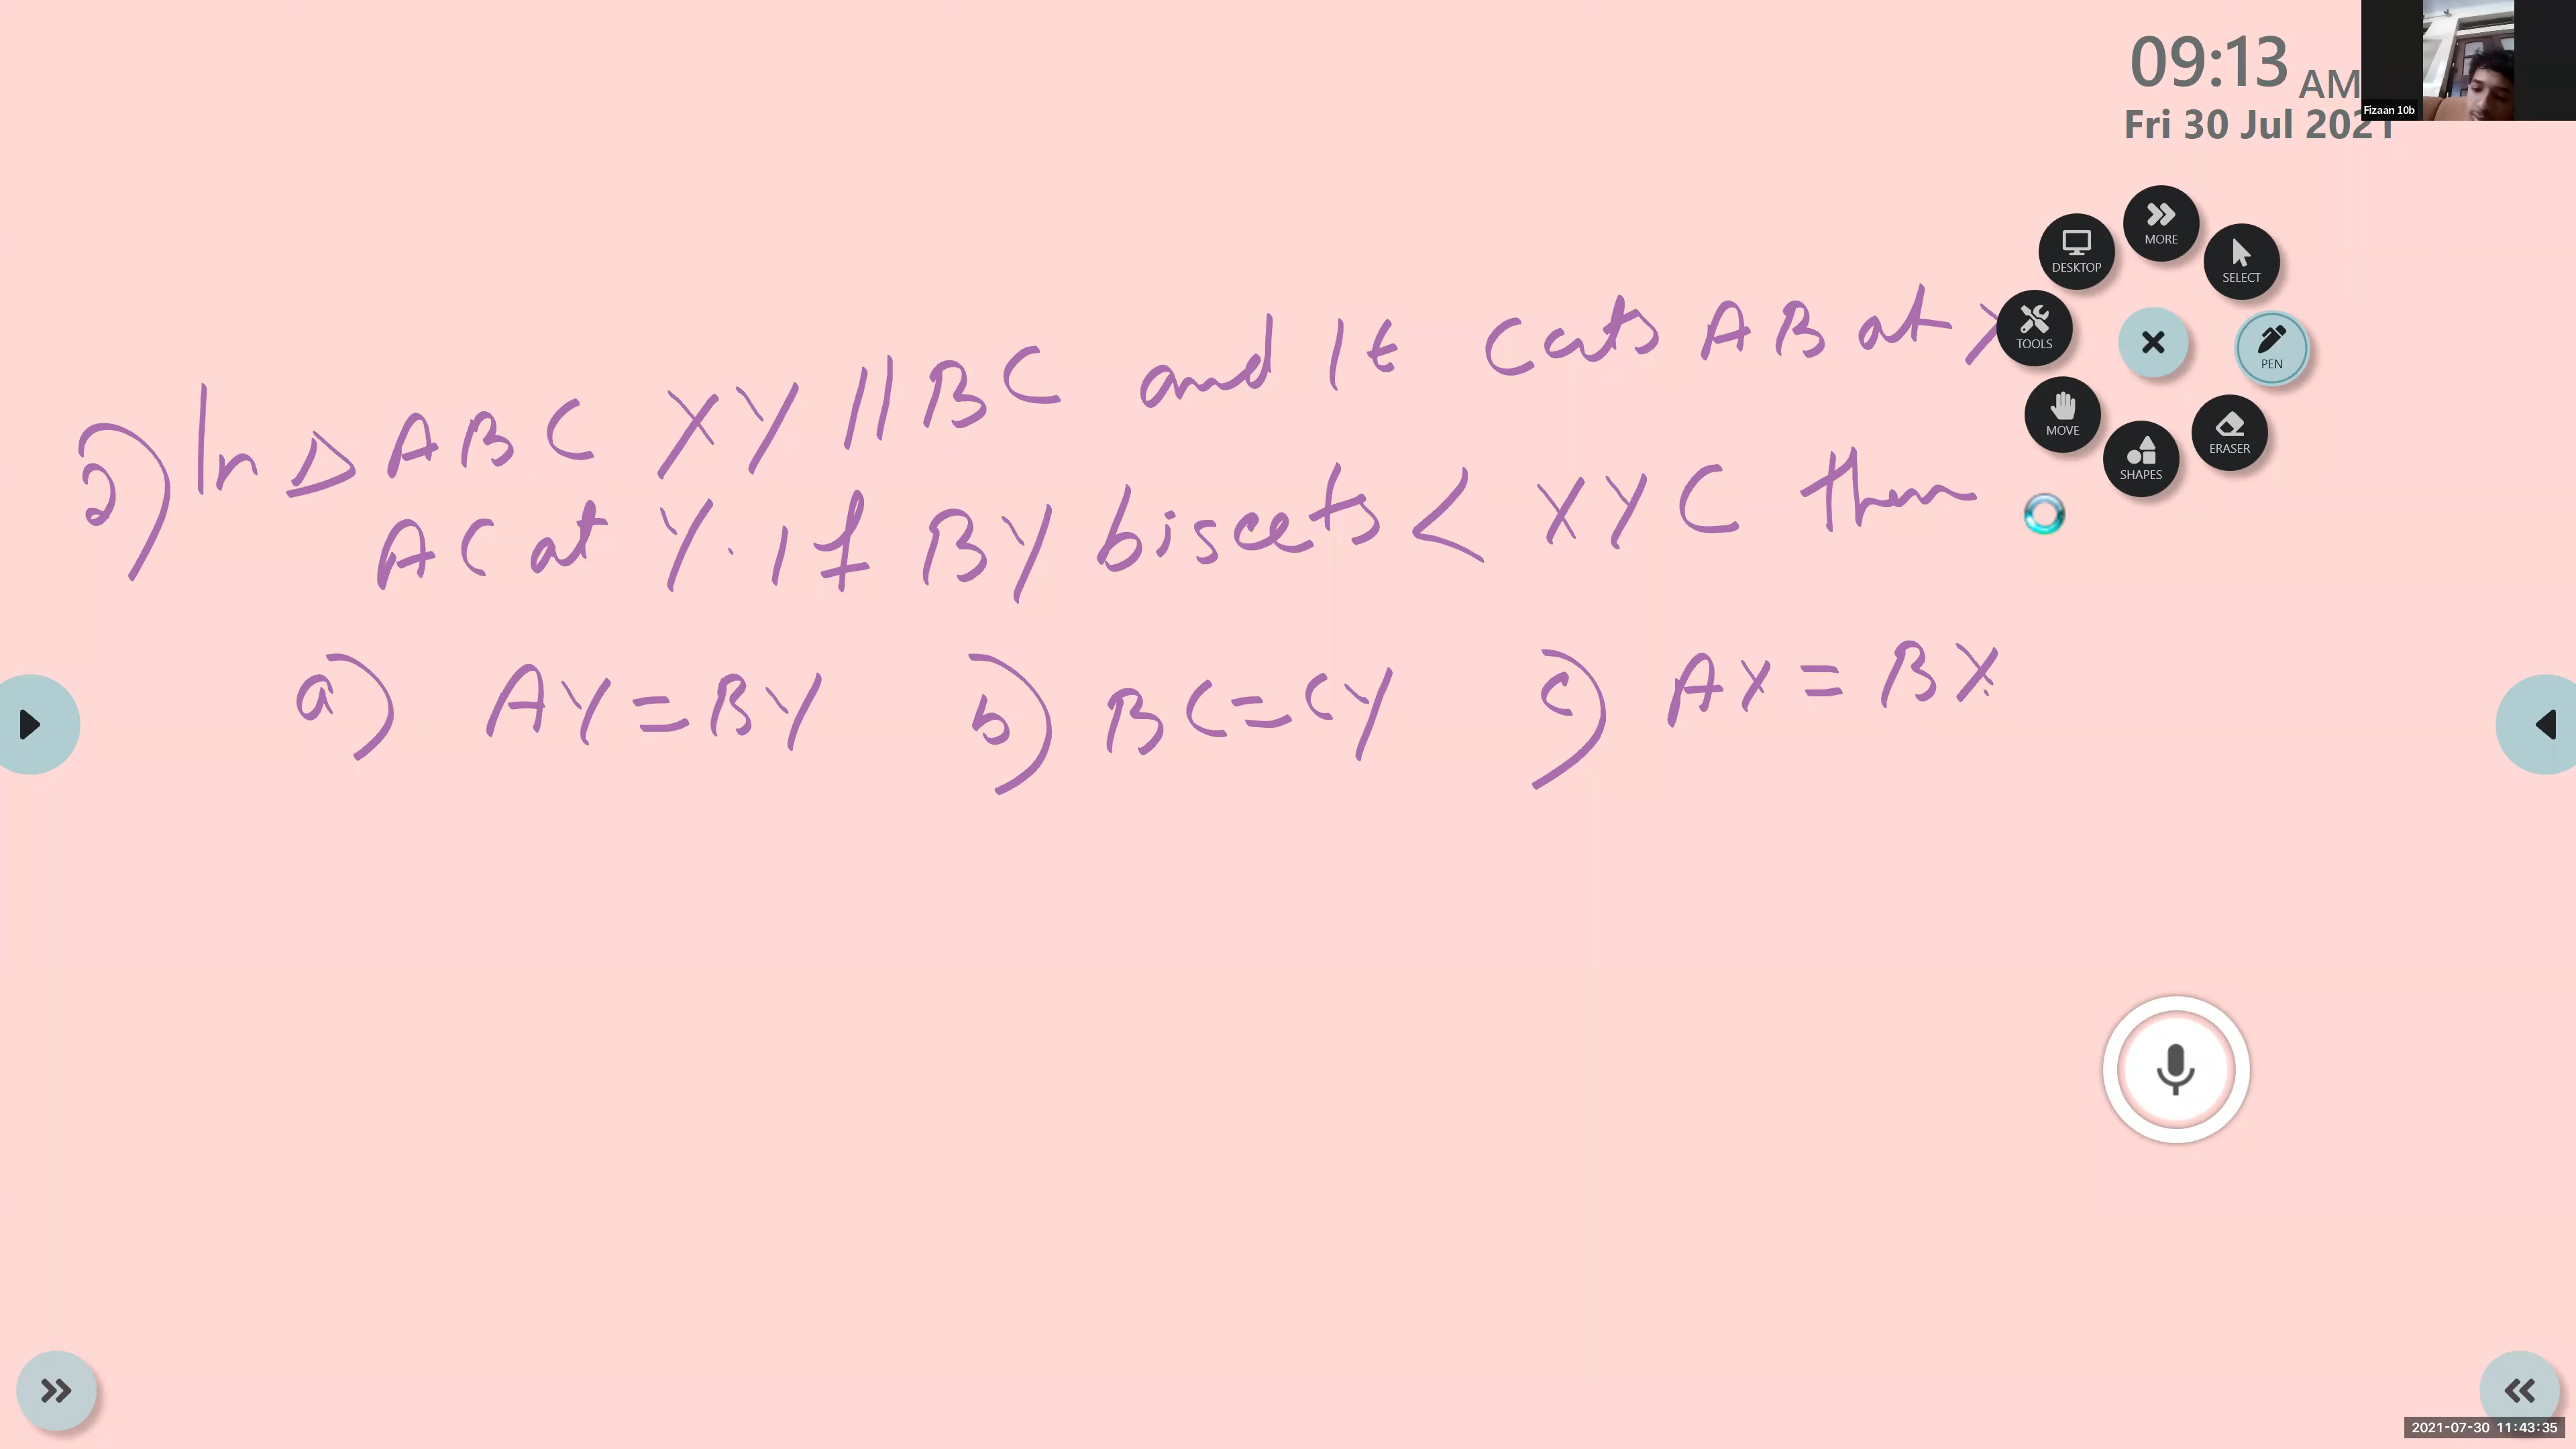 09:13 AM
Fri 30 Jul 2021
Fizaan 10b
MORE
DESKTOP
SELECT
TOOLS
PEN
MOVE
ERASER
SHAPES
2) In △ ABC XY || BC and It cuts AB at X
AC at Y. If BY biscets < XYC then
a) AY = BY b) BC = CY c) AX = BX
2021-07-30 11:43:35